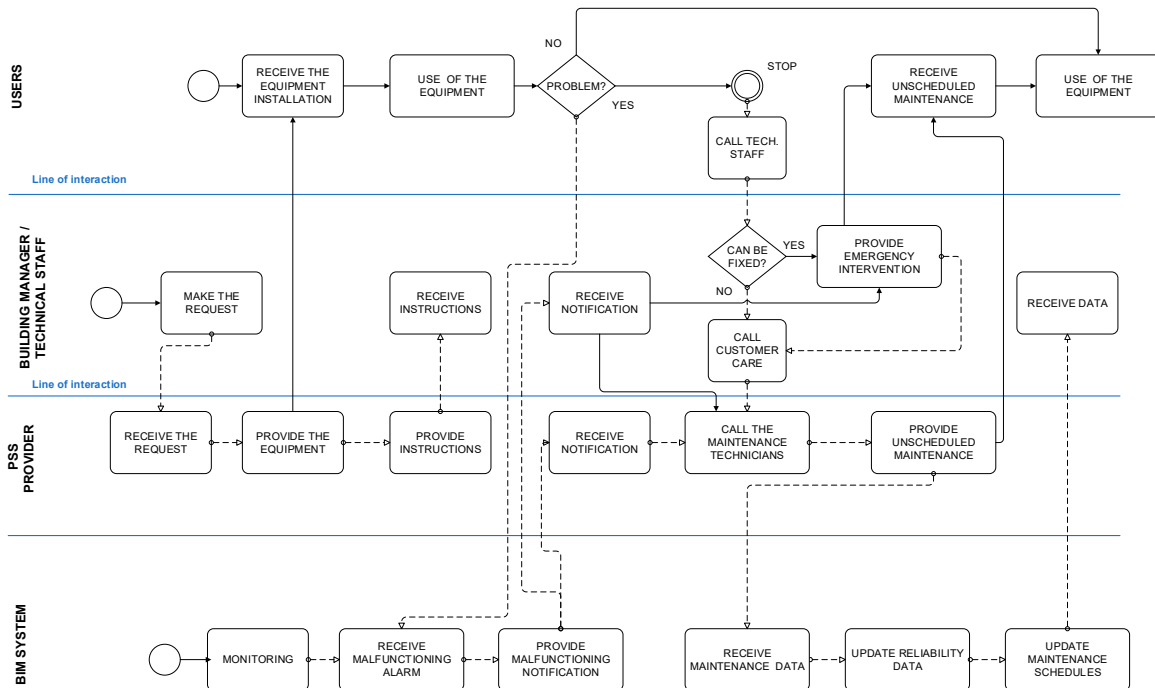 USERS
NO
STOP
RECEIVE THE
EQUIPMENT
INSTALLATION
USE OF THE
EQUIPMENT
PROBLEM?
YES
RECEIVE
UNSCHEDULED
MAINTENANCE
USE OF THE
EQUIPMENT
CALL TECH.
STAFF
Line of interaction
BUILDING MANAGER /
TECHNICAL STAFF
CAN BE
FIXED?
YES
NO
PROVIDE
EMERGENCY
INTERVENTION
MAKE THE
REQUEST
RECEIVE
INSTRUCTIONS
RECEIVE
NOTIFICATION
RECEIVE DATA
CALL
CUSTOMER
CARE
Line of interaction
PSS
PROVIDER
RECEIVE THE
REQUEST
PROVIDE THE
EQUIPMENT
PROVIDE
INSTRUCTIONS
RECEIVE
NOTIFICATION
CALL THE
MAINTENANCE
TECHNICIANS
PROVIDE
UNSCHEDULED
MAINTENANCE
BIM SYSTEM
MONITORING
RECEIVE
MALFUNCTIONING
ALARM
PROVIDE
MALFUNCTIONING
NOTIFICATION
RECEIVE
MAINTENANCE DATA
UPDATE RELIABILITY
DATA
UPDATE
MAINTENANCE
SCHEDULES